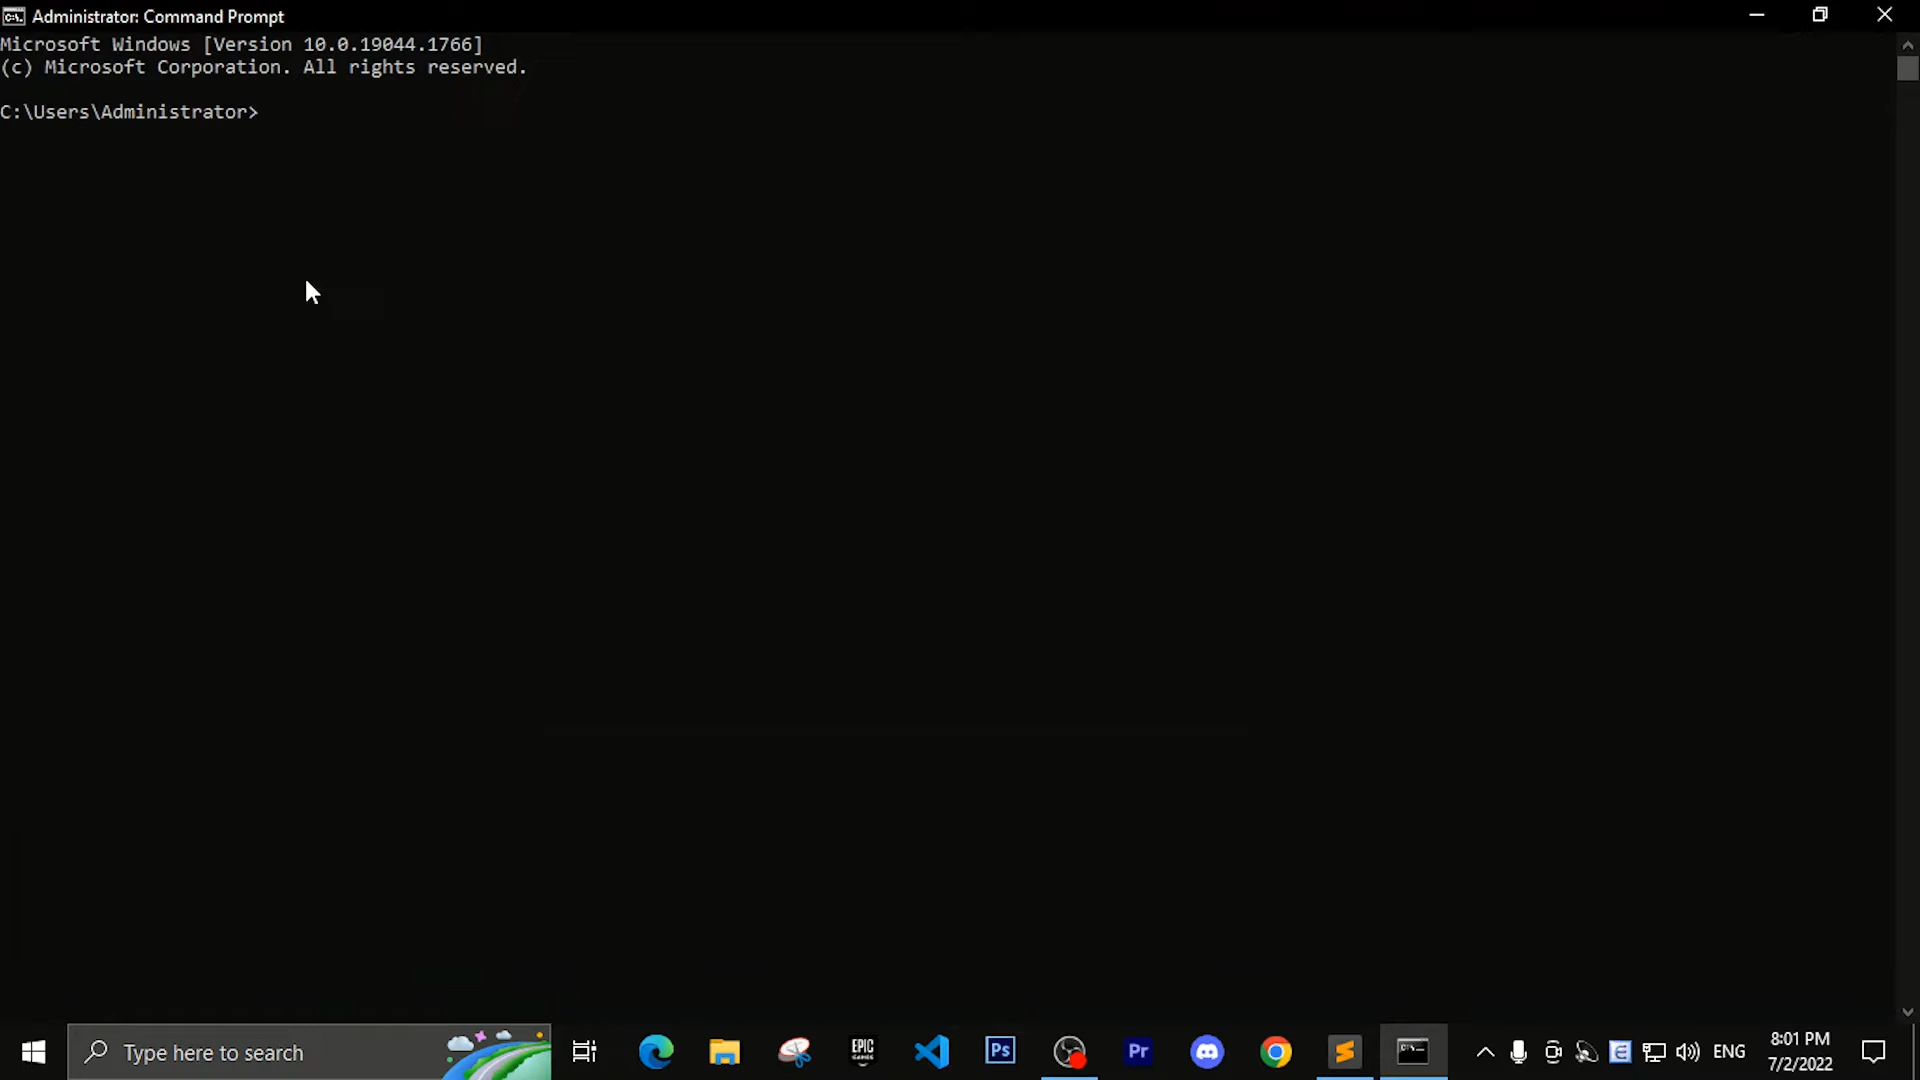 Administrator: Command Prompt
Microsoft Windows [Version 10.0.19044.1766]
(c) Microsoft Corporation. All rights reserved.
C:\Users\Administrator>
Type here to search
EPIC
GAMES
Ps
Pr
ENG
8:01 PM
7/2/2022